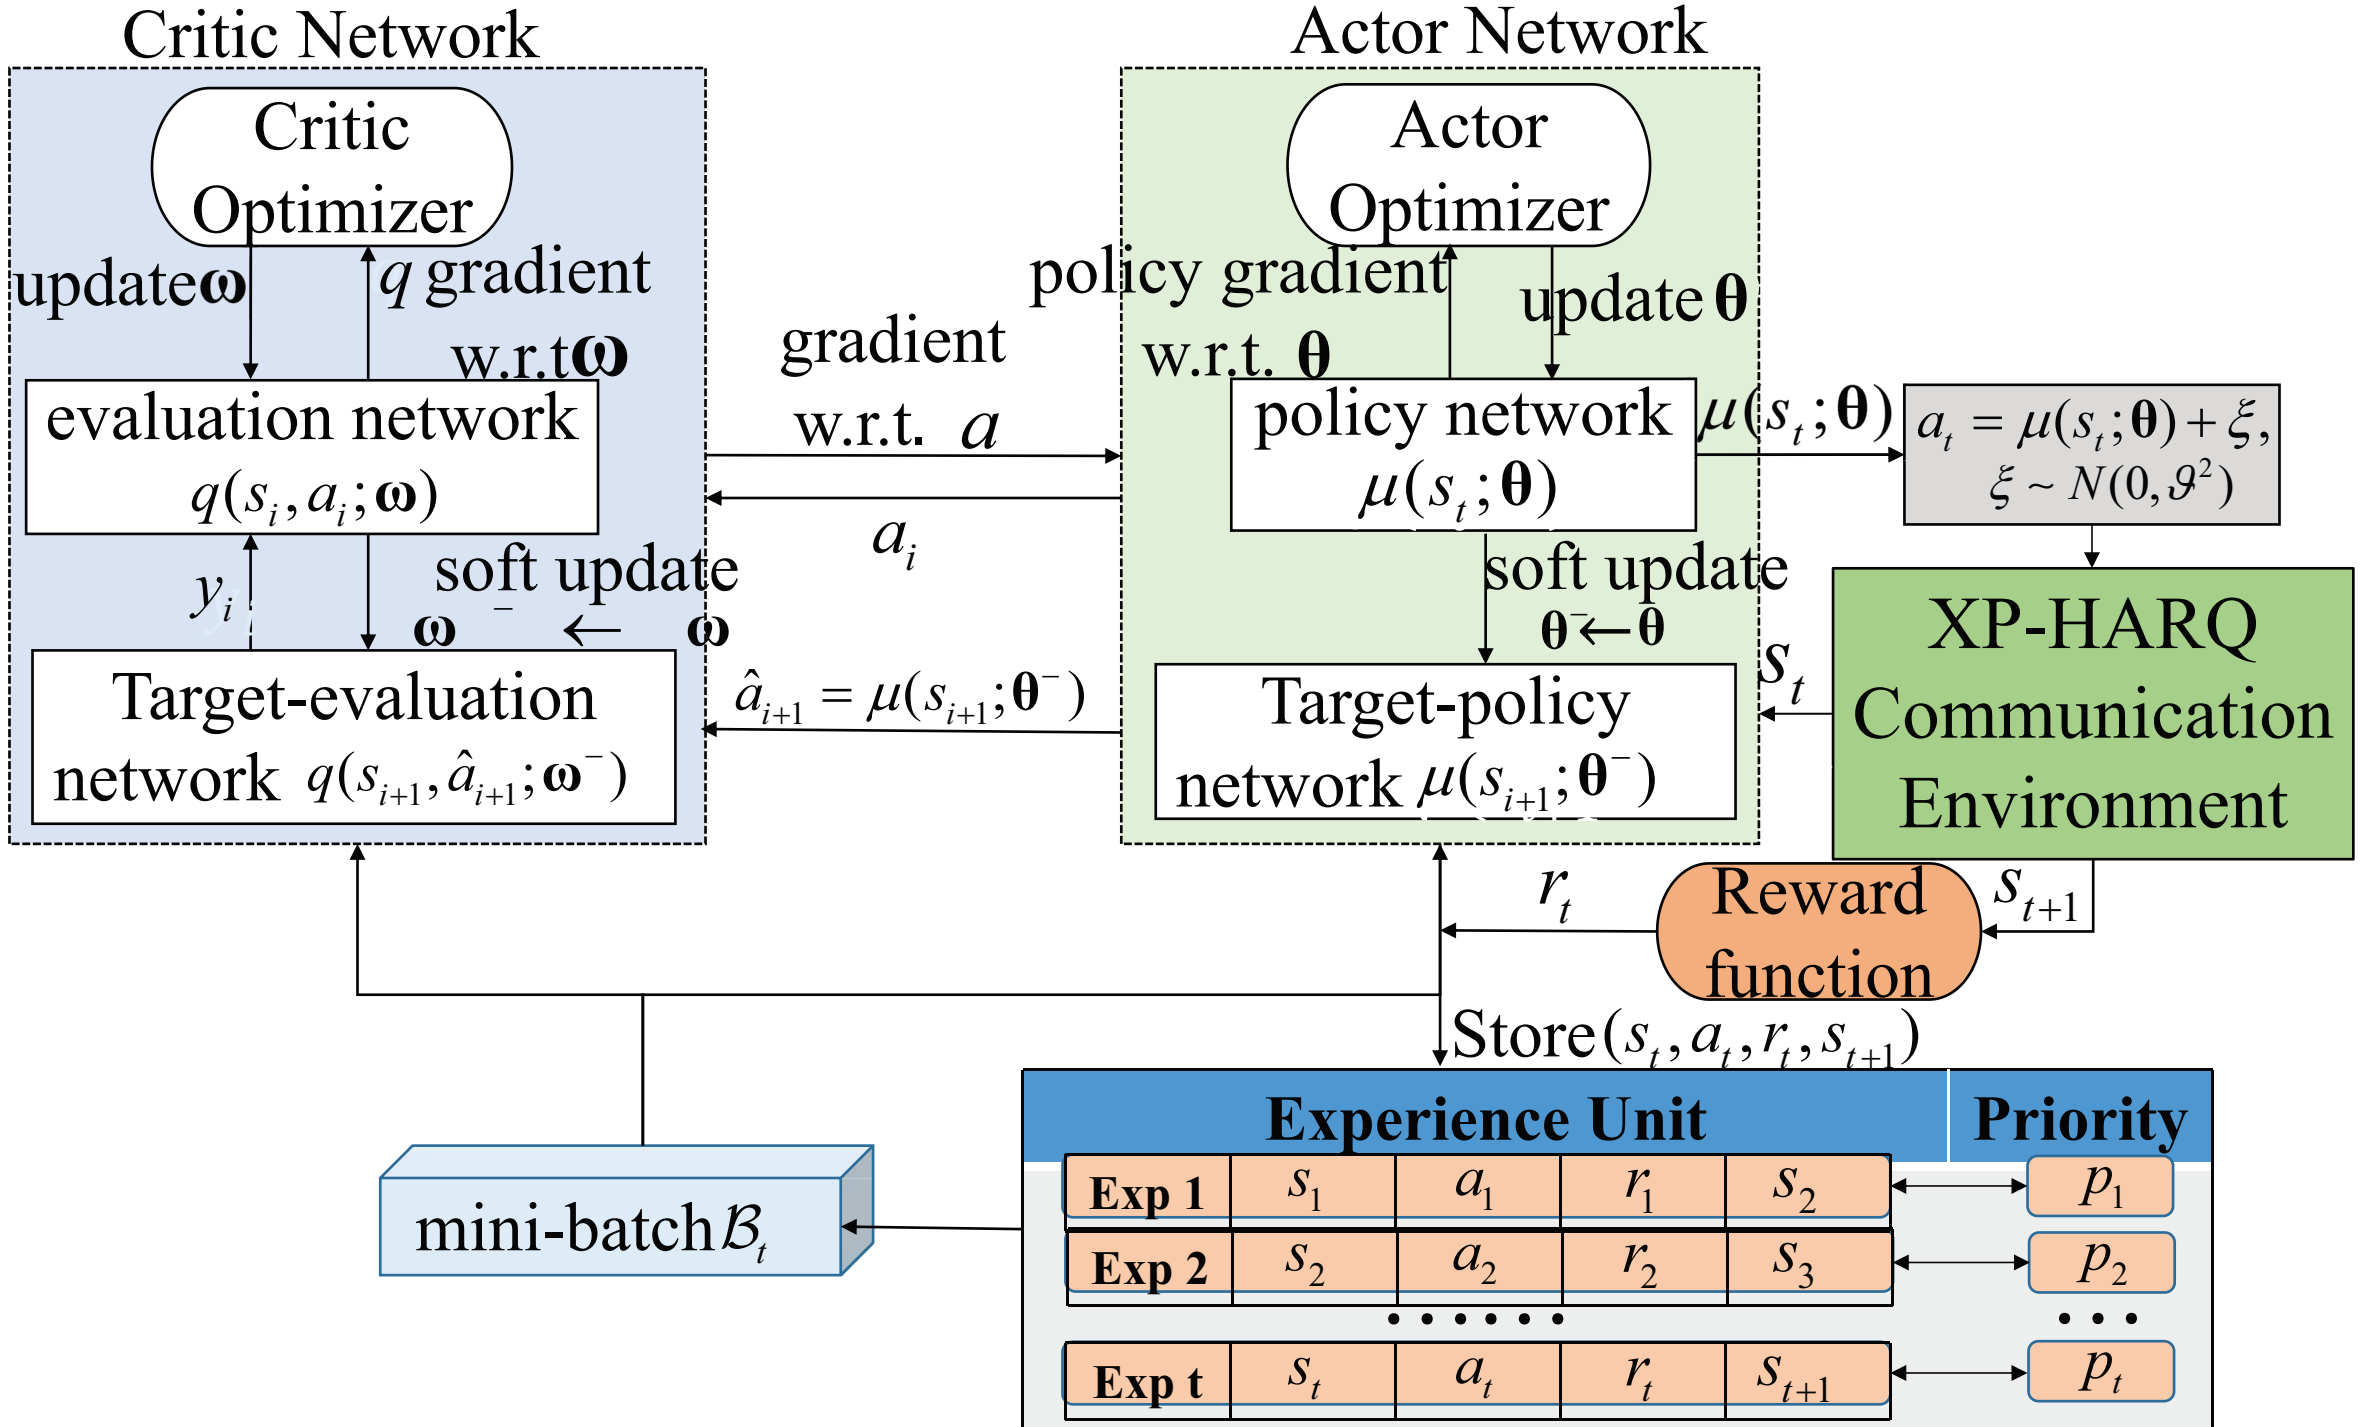 Critic Network
Critic
Optimizer
update ω
q gradient
w.r.t ω
evaluation network
q(s_i, a_i; ω)
y_i
soft update
ω⁻ ← ω
Target-evaluation
network q(s_{i+1}, â_{i+1}; ω⁻)
gradient
w.r.t. a
a_i
â_{i+1} = μ(s_{i+1}; θ⁻)
Actor Network
Actor
Optimizer
policy gradient
w.r.t. θ
update θ
policy network
μ(s_t; θ)
soft update
θ⁻ ← θ
Target-policy
network μ(s_{i+1}; θ⁻)
μ(s_t; θ)
a_t = μ(s_t; θ) + ξ,
ξ ~ N(0, ϑ²)
XP-HARQ
Communication
Environment
s_t
s_{t+1}
Reward
function
r_t
Store (s_t, a_t, r_t, s_{t+1})
mini-batch ℬ_t
Experience Unit Priority
Exp 1 s_1 a_1 r_1 s_2 p_1
Exp 2 s_2 a_2 r_2 s_3 p_2
...... ...
Exp t s_t a_t r_t s_{t+1} p_t